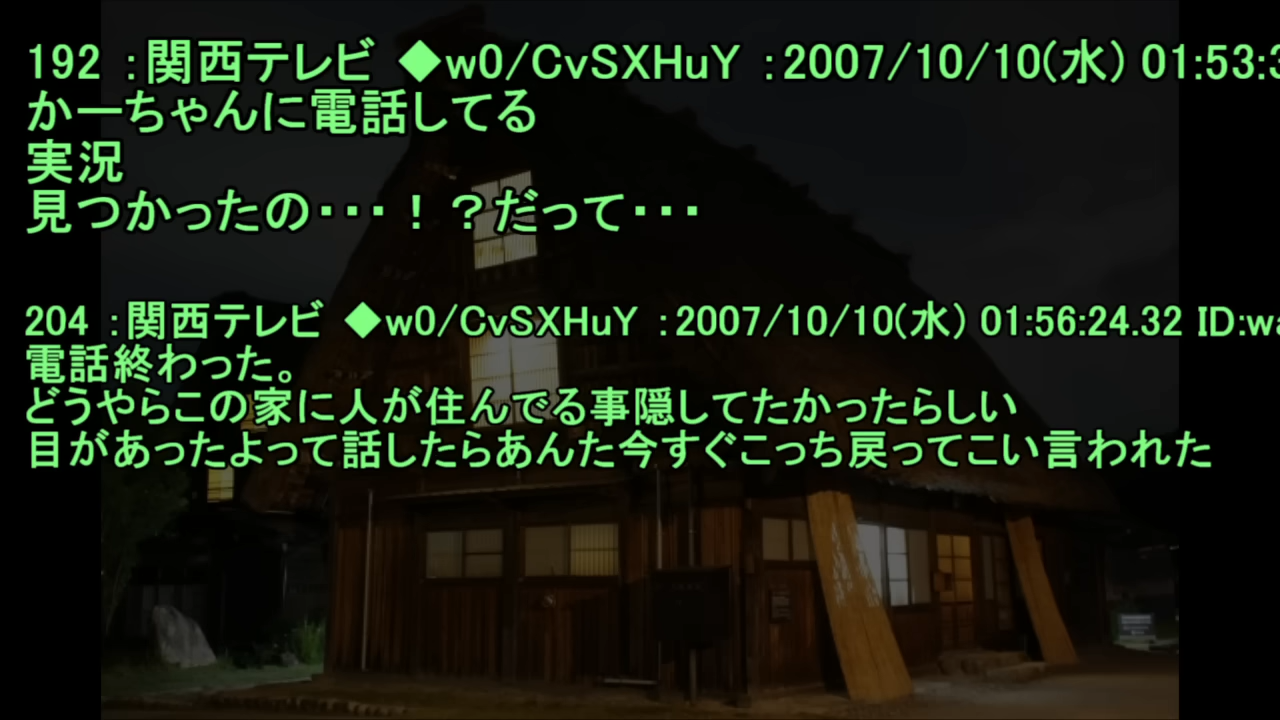 192 :関西テレビ ◆w0/CvSXHuY :2007/10/10(水) 01:53:3
かーちゃんに電話してる
実況
見つかったの・・・！？だって・・・
204 :関西テレビ ◆w0/CvSXHuY :2007/10/10(水) 01:56:24.32 ID:w
電話終わった。
どうやらこの家に人が住んでる事隠してたかったらしい
目があったよって話したらあんた今すぐこっち戻ってこい言われた